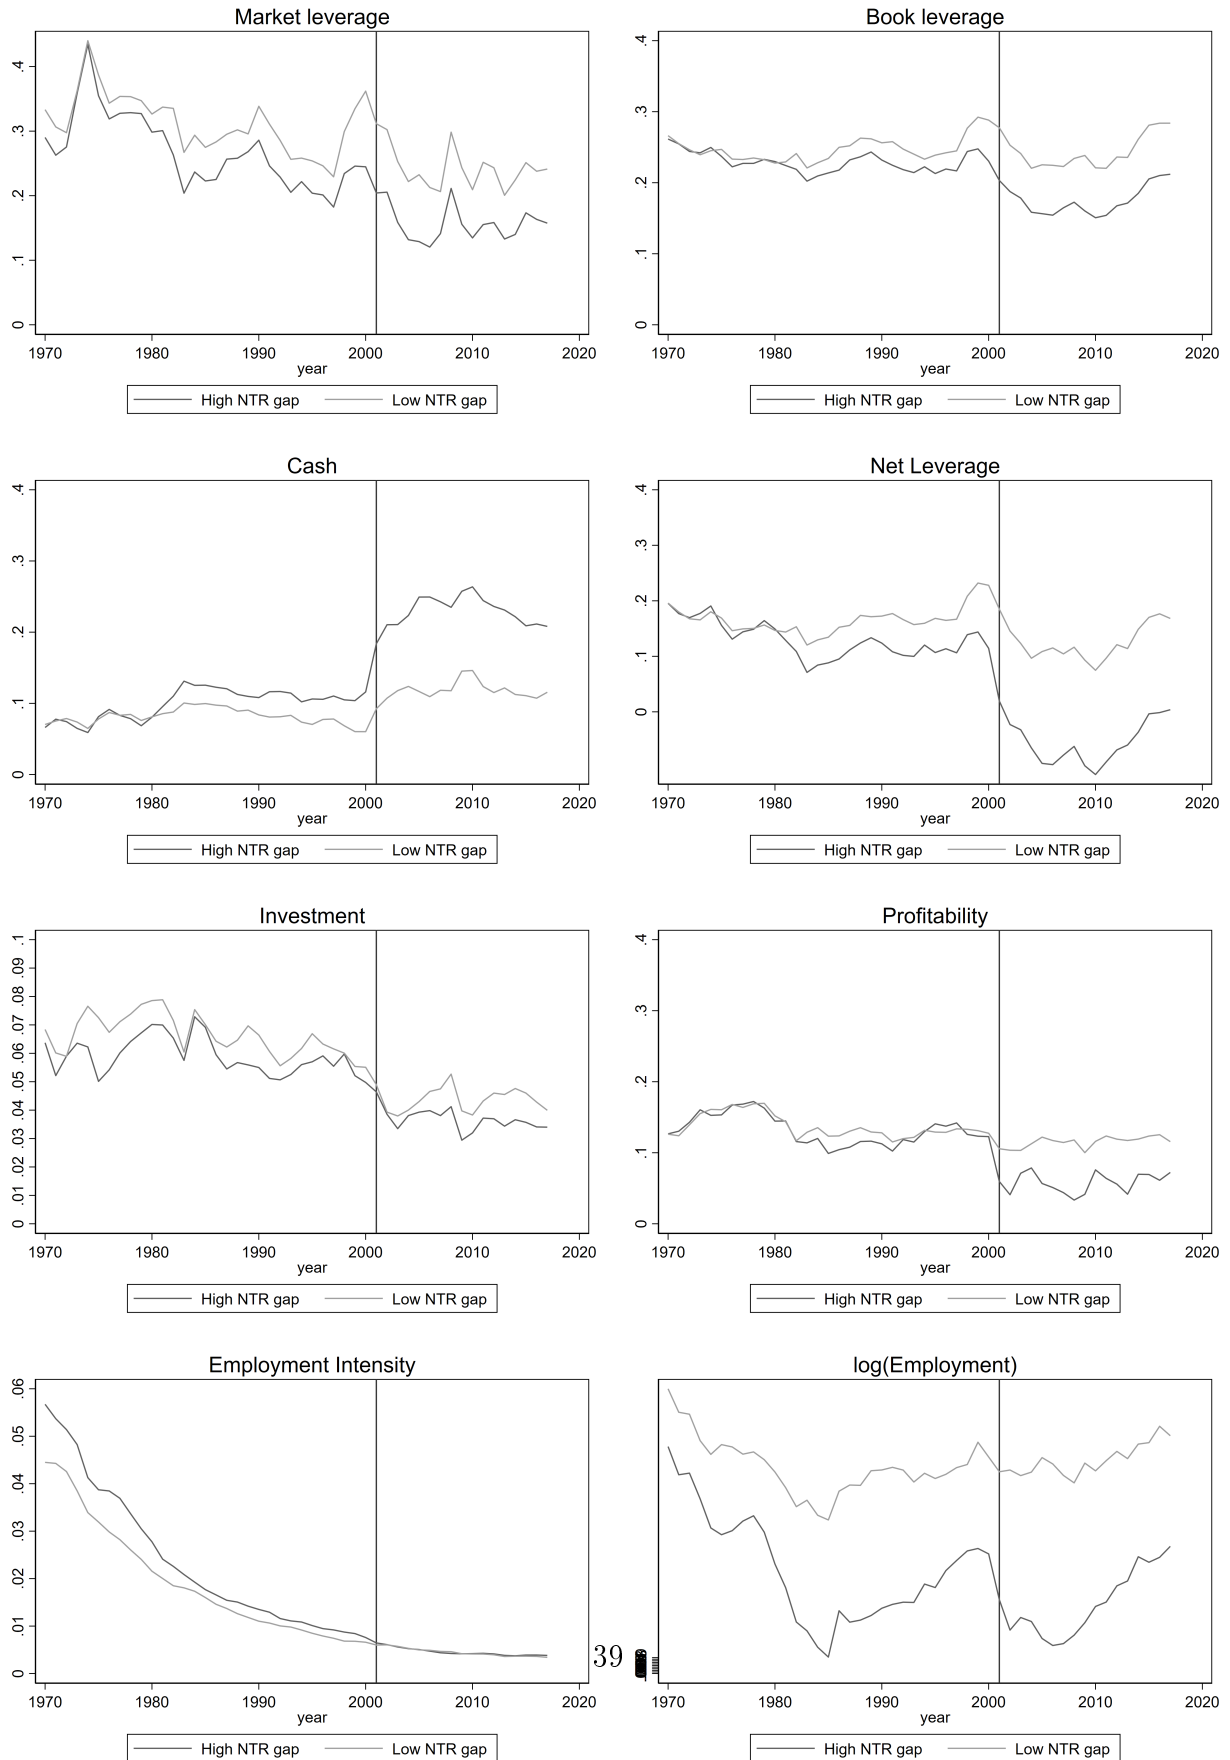 Market leverage
.4
.3
.2
.1
0
1970 1980 1990 2000 2010 2020
year
High NTR gap Low NTR gap
Book leverage
.4
.3
.2
.1
0
1970 1980 1990 2000 2010 2020
year
High NTR gap Low NTR gap
Cash
.4
.3
.2
.1
0
1970 1980 1990 2000 2010 2020
year
High NTR gap Low NTR gap
Net Leverage
.4
.3
.2
.1
0
1970 1980 1990 2000 2010 2020
year
High NTR gap Low NTR gap
Investment
.1
.09
.08
.07
.06
.05
.04
.03
.02
.01
0
1970 1980 1990 2000 2010 2020
year
High NTR gap Low NTR gap
Profitability
.4
.3
.2
.1
0
1970 1980 1990 2000 2010 2020
year
High NTR gap Low NTR gap
Employment Intensity
.06
.05
.04
.03
.02
.01
0
1970 1980 1990 2000 2010 2020
year
High NTR gap Low NTR gap
log(Employment)
1970 1980 1990 2000 2010 2020
year
High NTR gap Low NTR gap
39